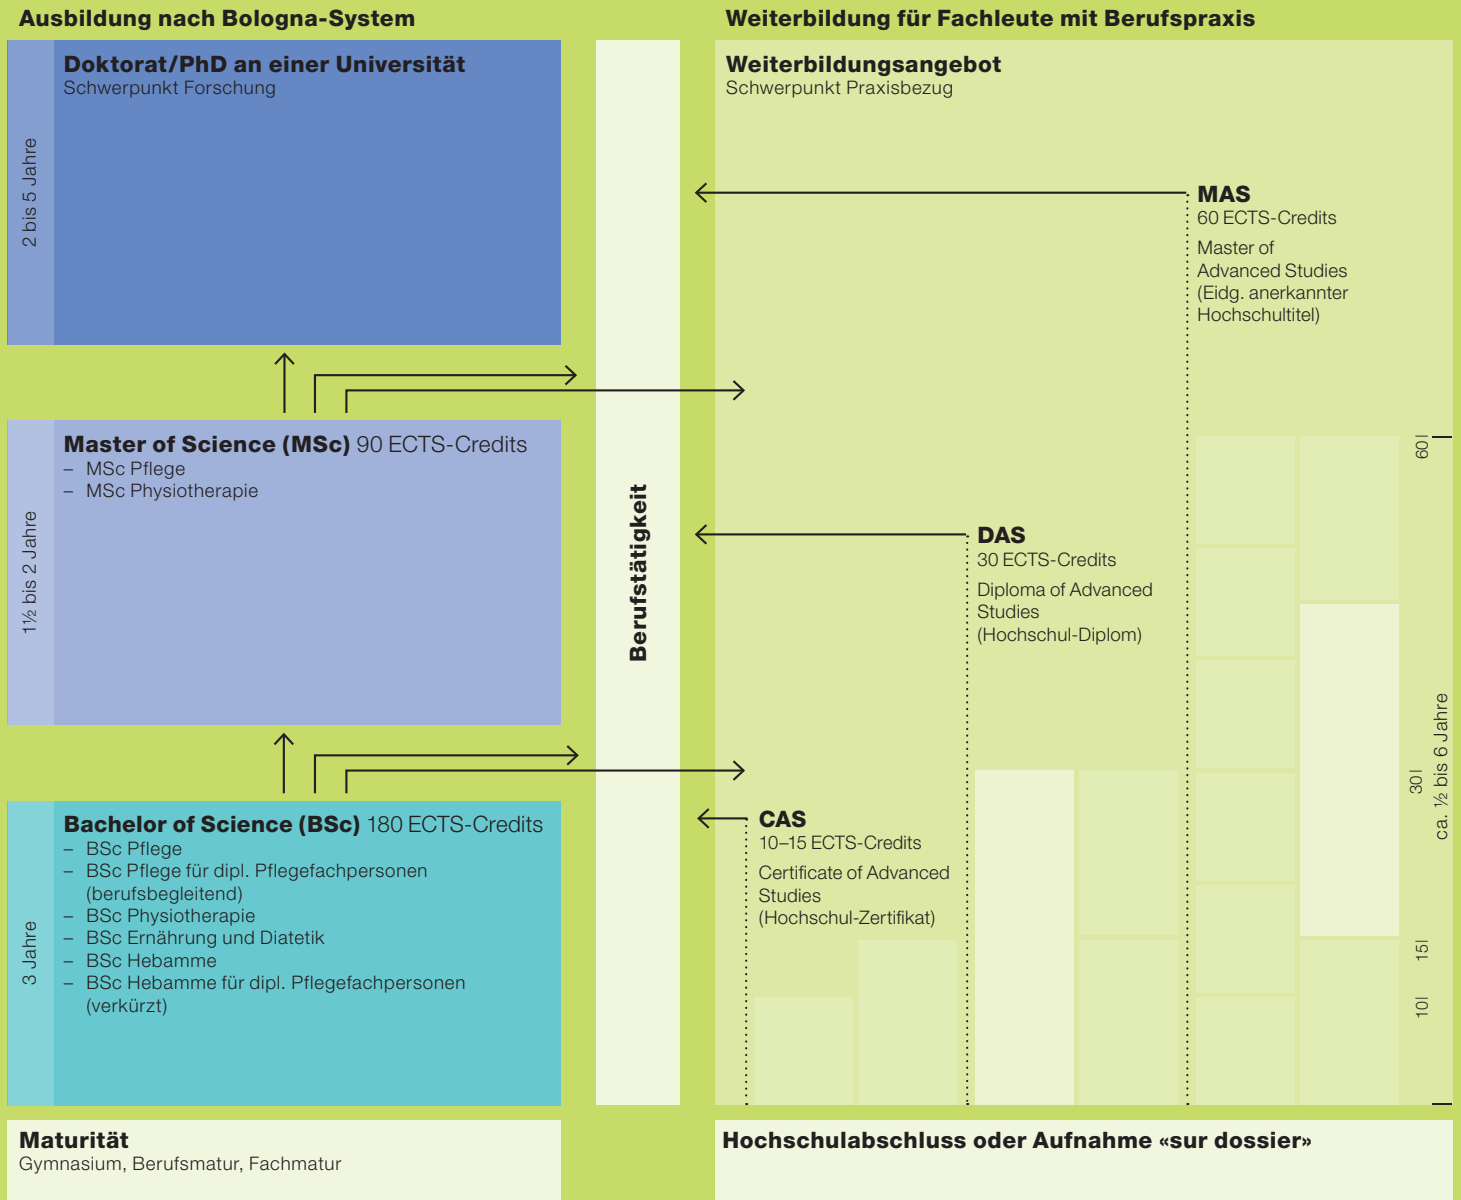 Ausbildung nach Bologna-System
Doktorat/PhD an einer Universität
Schwerpunkt Forschung
2 bis 5 Jahre
Master of Science (MSc) 90 ECTS-Credits
– MSc Pflege
– MSc Physiotherapie
1½ bis 2 Jahre
Bachelor of Science (BSc) 180 ECTS-Credits
– BSc Pflege
– BSc Pflege für dipl. Pflegefachpersonen
(berufsbegleitend)
– BSc Physiotherapie
– BSc Ernährung und Diatetik
– BSc Hebamme
– BSc Hebamme für dipl. Pflegefachpersonen
(verkürzt)
3 Jahre
Maturität
Gymnasium, Berufsmatur, Fachmatur
Berufstätigkeit
Weiterbildung für Fachleute mit Berufspraxis
Weiterbildungsangebot
Schwerpunkt Praxisbezug
MAS
60 ECTS-Credits
Master of
Advanced Studies
(Eidg. anerkannter
Hochschultitel)
DAS
30 ECTS-Credits
Diploma of Advanced
Studies
(Hochschul-Diplom)
CAS
10–15 ECTS-Credits
Certificate of Advanced
Studies
(Hochschul-Zertifikat)
60|
30|
15|
10|
ca. ½ bis 6 Jahre
Hochschulabschluss oder Aufnahme «sur dossier»